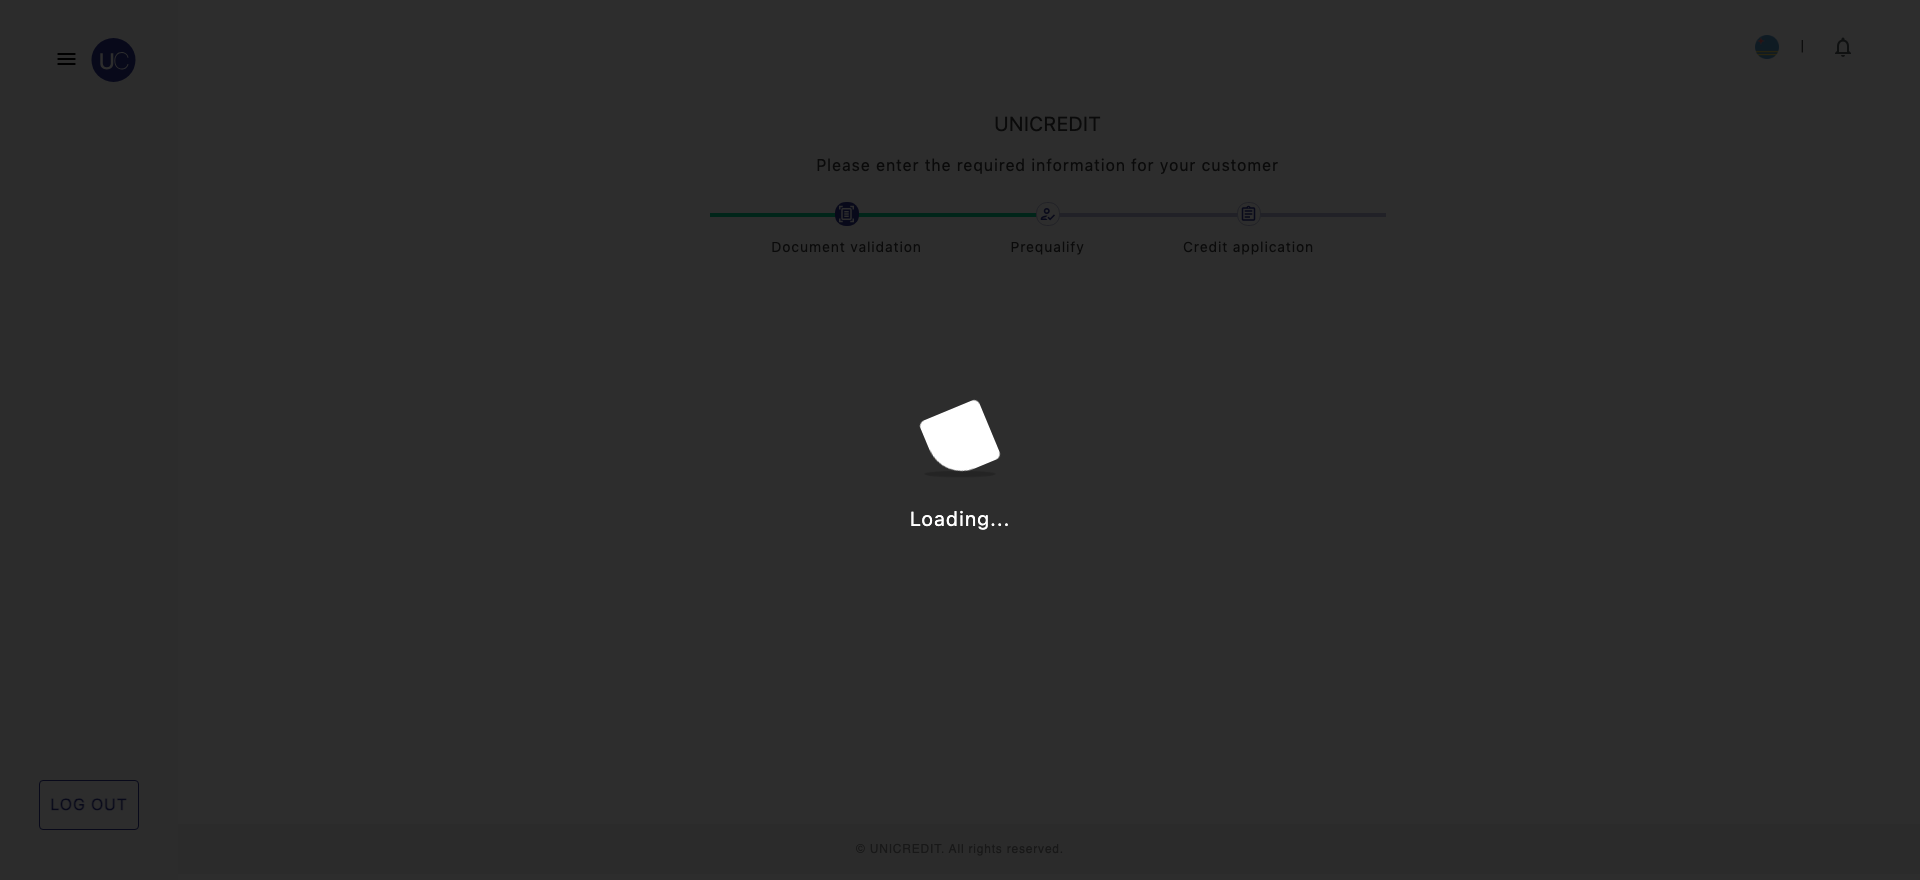 UC
UNICREDIT
Please enter the required information for your customer
Document validation
Prequalify
Credit application
Loading...
LOG OUT
© UNICREDIT. All rights reserved.